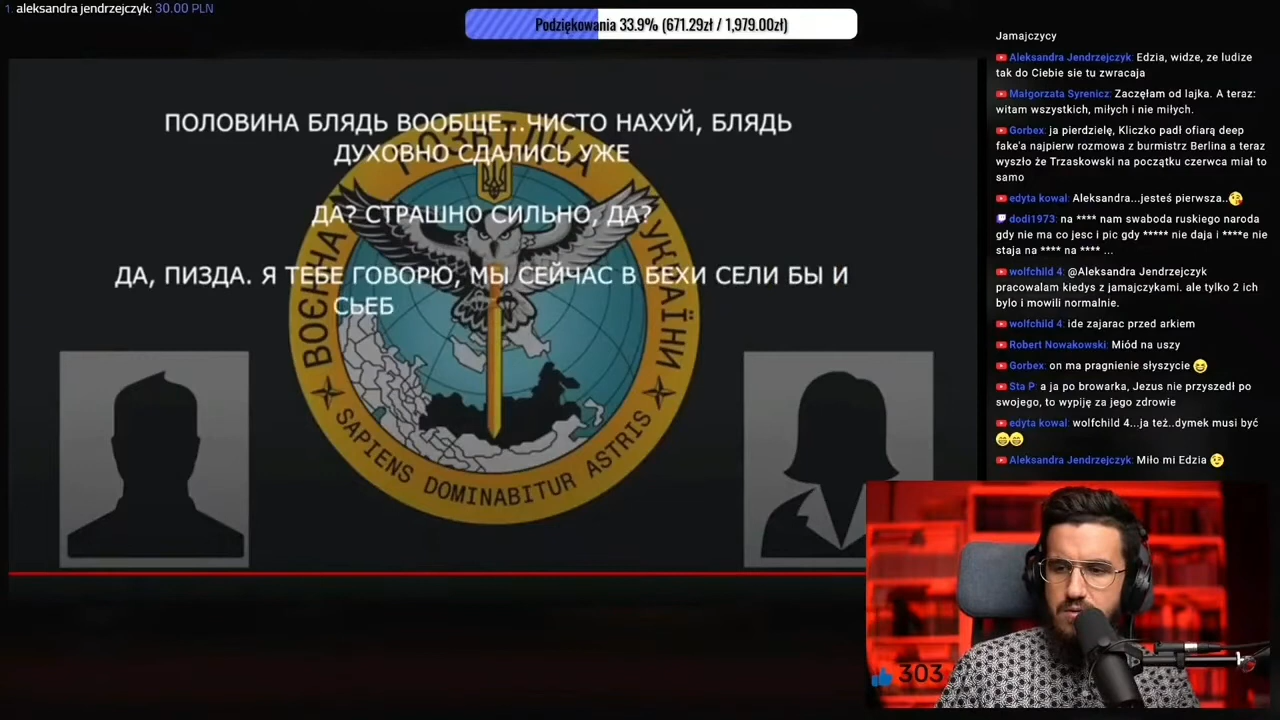 1. aleksandra jendrzejczyk: 30.00 PLN
Podziękowania 33.9% (671.29zł / 1,979.00zł)
ПОЛОВИНА БЛЯДЬ ВООБЩЕ...ЧИСТО НАХУЙ, БЛЯДЬ
ДУХОВНО СДАЛИСЬ УЖЕ
ДА? СТРАШНО СИЛЬНО, ДА?
ДА, ПИЗДА. Я ТЕБЕ ГОВОРЮ, МЫ СЕЙЧАС В БЕХИ СЕЛИ БЫ И
СЬЕБ
ВОЄННА РОЗВІДКА УКРАЇНИ
SAPIENS DOMINABITUR ASTRIS
Jamajczycy
Aleksandra Jendrzejczyk: Edzia, widze, ze ludize
tak do Ciebie sie tu zwracaja
Małgorzata Syrenicz: Zaczęłam od lajka. A teraz:
witam wszystkich, miłych i nie miłych.
Gorbex: ja pierdzielę, Kliczko padł ofiarą deep
fake'a najpierw rozmowa z burmistrz Berlina a teraz
wyszło że Trzaskowski na początku czerwca miał to
samo
edyta kowal: Aleksandra...jesteś pierwsza..😘
dodi1973: na **** nam swaboda ruskiego naroda
gdy nie ma co jesc i pic gdy ***** nie daja i ****e nie
staja na **** na **** ...
wolfchild 4: @Aleksandra Jendrzejczyk
pracowalam kiedys z jamajczykami. ale tylko 2 ich
bylo i mowili normalnie.
wolfchild 4: ide zajarac przed arkiem
Robert Nowakowski: Miód na uszy
Gorbex: on ma pragnienie słyszycie 😄
Sta P: a ja po browarka, Jezus nie przyszedł po
swojego, to wypiję za jego zdrowie
edyta kowal: wolfchild 4...ja też..dymek musi być
😁😁
Aleksandra Jendrzejczyk: Miło mi Edzia 😉
303